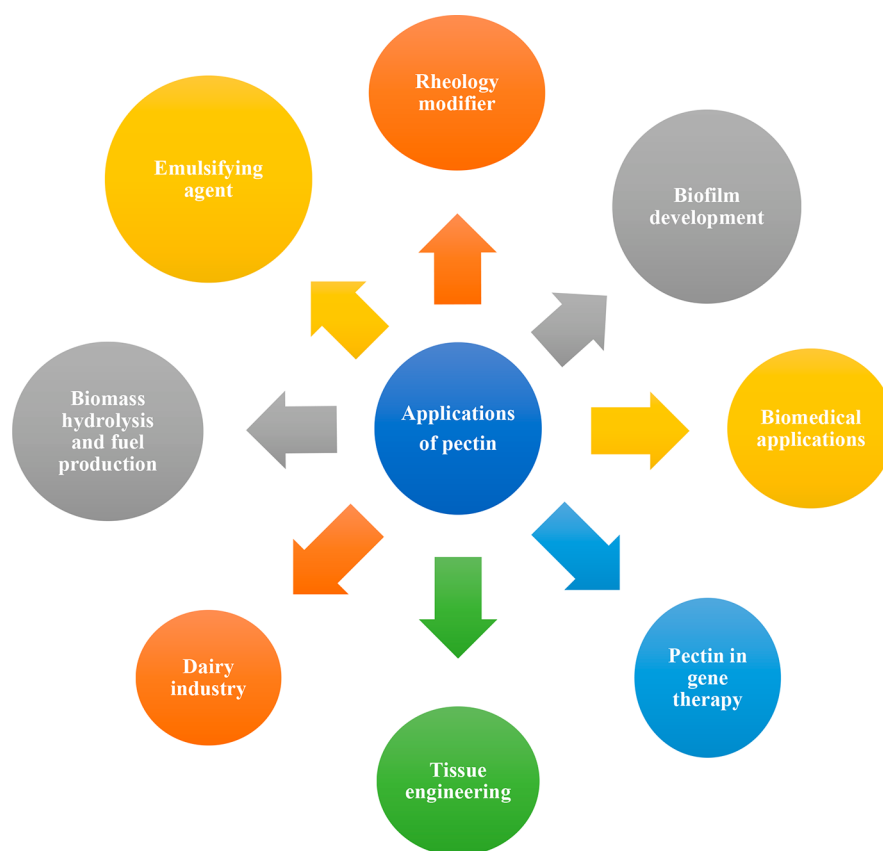 Rheology
modifier
Emulsifying
agent
Biofilm
development
Biomass
hydrolysis
and fuel
production
Applications
of pectin
Biomedical
applications
Dairy
industry
Pectin in
gene
therapy
Tissue
engineering